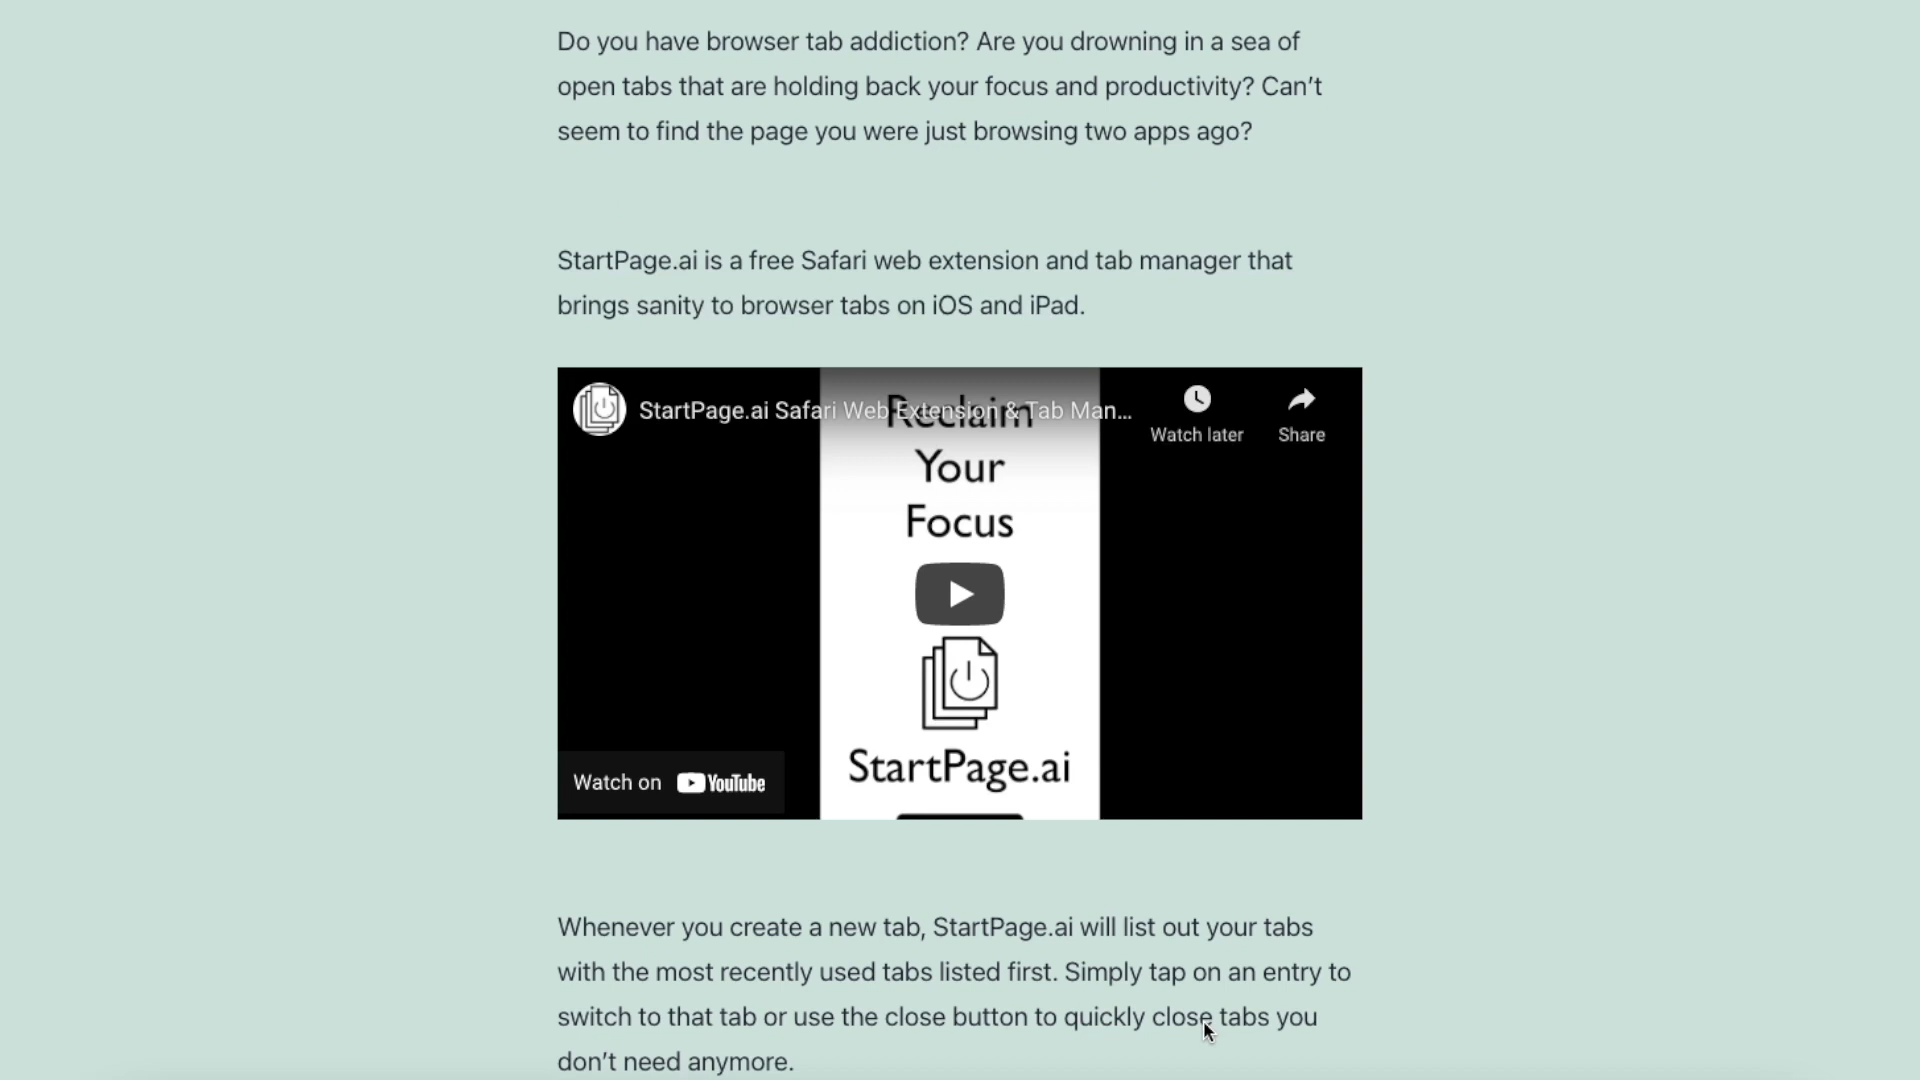 Do you have browser tab addiction? Are you drowning in a sea of
open tabs that are holding back your focus and productivity? Can’t
seem to find the page you were just browsing two apps ago?
StartPage.ai is a free Safari web extension and tab manager that
brings sanity to browser tabs on iOS and iPad.
StartPage.ai Safari Web Extension & Tab Man...
Watch later
Share
Reclaim
Your
Focus
StartPage.ai
Watch on YouTube
Whenever you create a new tab, StartPage.ai will list out your tabs
with the most recently used tabs listed first. Simply tap on an entry to
switch to that tab or use the close button to quickly close tabs you
don’t need anymore.